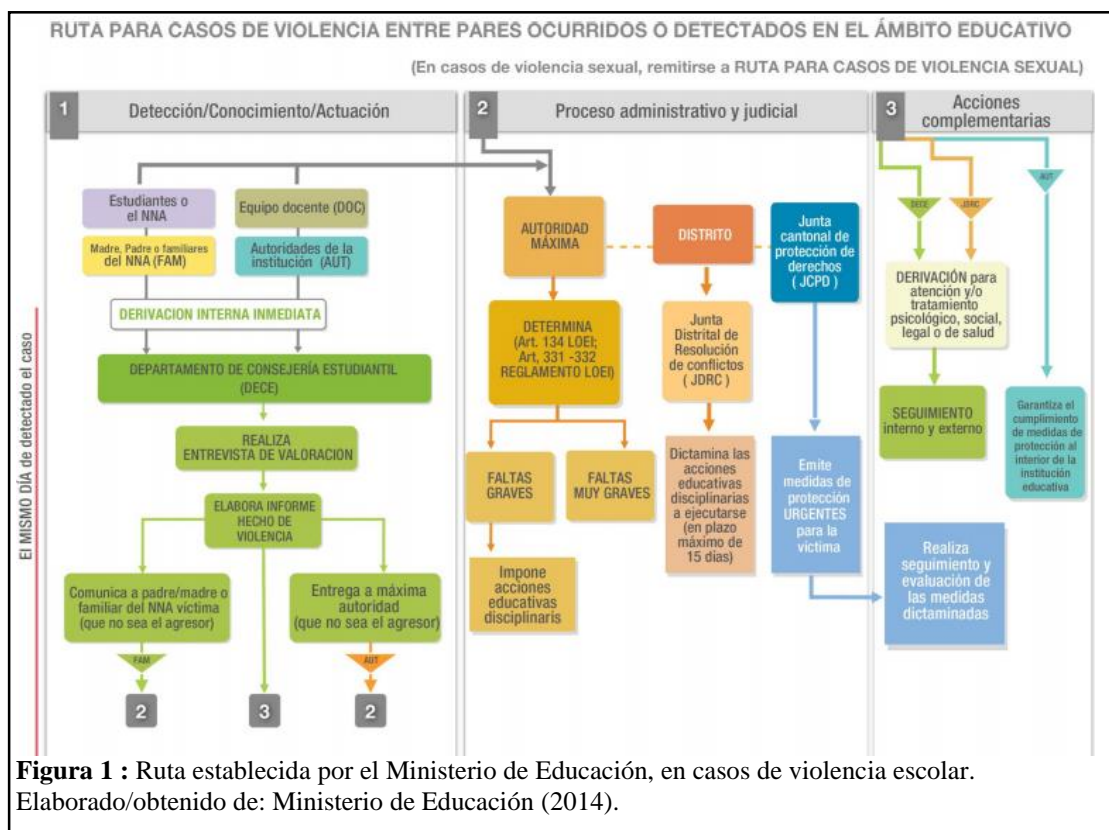 RUTA PARA CASOS DE VIOLENCIA ENTRE PARES OCURRIDOS O DETECTADOS EN EL ÁMBITO EDUCATIVO
(En casos de violencia sexual, remitirse a RUTA PARA CASOS DE VIOLENCIA SEXUAL)
1
Detección/Conocimiento/Actuación
El MISMO DÍA de detectado el caso
Estudiantes o
el NNA
Equipo docente (DOC)
Madre, Padre o familiares
del NNA (FAM)
Autoridades de la
institución (AUT)
DERIVACION INTERNA INMEDIATA
DEPARTAMENTO DE CONSEJERÍA ESTUDIANTIL
(DECE)
REALIZA
ENTREVISTA DE VALORACION
ELABORA INFORME
HECHO DE
VIOLENCIA
Comunica a padre/madre o
familiar del NNA víctima
(que no sea el agresor)
Entrega a máxima
autoridad
(que no sea el agresor)
FAM
AUT
2
3
2
2
Proceso administrativo y judicial
AUTORIDAD
MÁXIMA
DISTRITO
Junta
cantonal de
protección de
derechos
( JCPD )
DETERMINA
(Art. 134 LOEI;
Art, 331 -332
REGLAMENTO LOEI)
Junta
Distrital de
Resolución
de conflictos
( JDRC )
FALTAS
GRAVES
FALTAS
MUY GRAVES
Dictamina las
acciones
educativas
disciplinarias
a ejecutarse
(en plazo
máximo de
15 días)
Emite
medidas de
protección
URGENTES
para la
víctima
Impone
acciones
educativas
disciplinaris
3
Acciones
complementarias
AUT
DECE
JDRC
DERIVACIÓN para
atención y/o
tratamiento
psicológico, social,
legal o de salud
SEGUIMIENTO
interno y externo
Garantiza el
cumplimiento
de medidas de
protección al
interior de la
institución
educativa
Realiza
seguimiento y
evaluación de
las medidas
dictaminadas
Figura 1 : Ruta establecida por el Ministerio de Educación, en casos de violencia escolar.
Elaborado/obtenido de: Ministerio de Educación (2014).